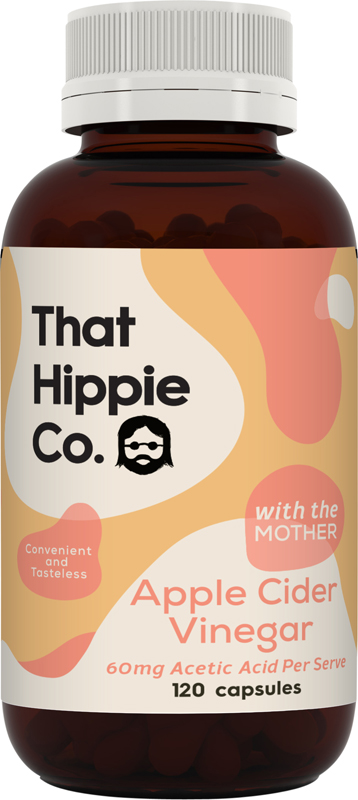 That
Hippie
Co.
with the
MOTHER
Convenient
and
Tasteless
Apple Cider
Vinegar
60mg Acetic Acid Per Serve
120 capsules